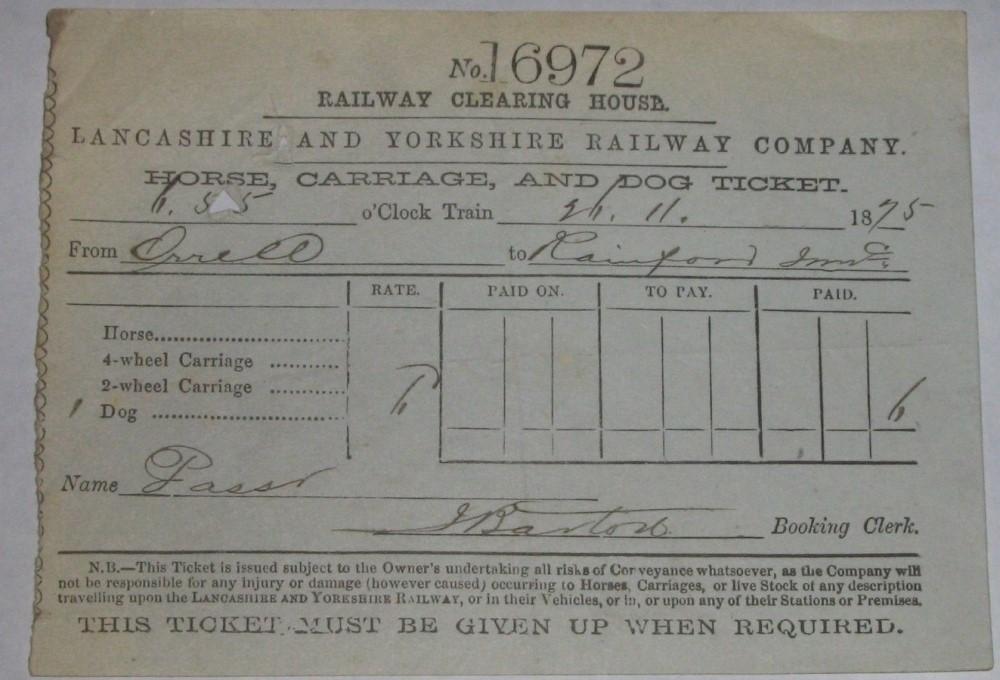 No. 16972
RAILWAY CLEARING HOUSE.
LANCASHIRE AND YORKSHIRE RAILWAY COMPANY.
HORSE, CARRIAGE, AND DOG TICKET.
o'Clock Train 11. 1875
From Orrell to Rainford Junc.
RATE. PAID ON. TO PAY. PAID.
Horse
4-wheel Carriage
2-wheel Carriage
1 Dog 6 6
Name Passr
J Barton Booking Clerk.
N.B.—This Ticket is issued subject to the Owner's undertaking all risks of Conveyance whatsoever, as the Company will
not be responsible for any injury or damage (however caused) occurring to Horses, Carriages, or live Stock of any description
travelling upon the LANCASHIRE AND YORKSHIRE RAILWAY, or in their Vehicles, or in, or upon any of their Stations or Premises.
THIS TICKET MUST BE GIVEN UP WHEN REQUIRED.